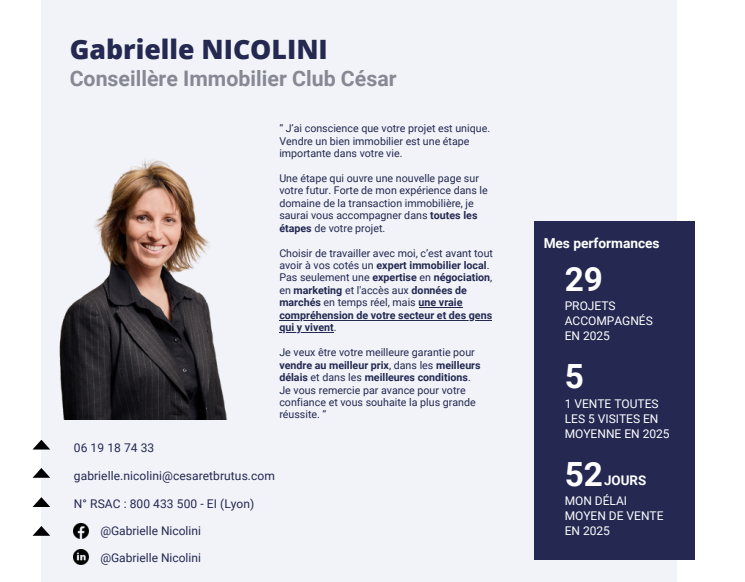 Gabrielle NICOLINI
Conseillère Immobilier Club César
“ J’ai conscience que votre projet est unique.
Vendre un bien immobilier est une étape
importante dans votre vie.
Une étape qui ouvre une nouvelle page sur
votre futur. Forte de mon expérience dans le
domaine de la transaction immobilière, je
saurai vous accompagner dans toutes les
étapes de votre projet.
Choisir de travailler avec moi, c’est avant tout
avoir à vos cotés un expert immobilier local.
Pas seulement une expertise en négociation,
en marketing et l'accès aux données de
marchés en temps réel, mais une vraie
compréhension de votre secteur et des gens
qui y vivent.
Je veux être votre meilleure garantie pour
vendre au meilleur prix, dans les meilleurs
délais et dans les meilleures conditions.
Je vous remercie par avance pour votre
confiance et vous souhaite la plus grande
réussite. “
06 19 18 74 33
gabrielle.nicolini@cesaretbrutus.com
N° RSAC : 800 433 500 - EI (Lyon)
@Gabrielle Nicolini
in @Gabrielle Nicolini
Mes performances
29
PROJETS
ACCOMPAGNÉS
EN 2025
5
1 VENTE TOUTES
LES 5 VISITES EN
MOYENNE EN 2025
52 JOURS
MON DÉLAI
MOYEN DE VENTE
EN 2025